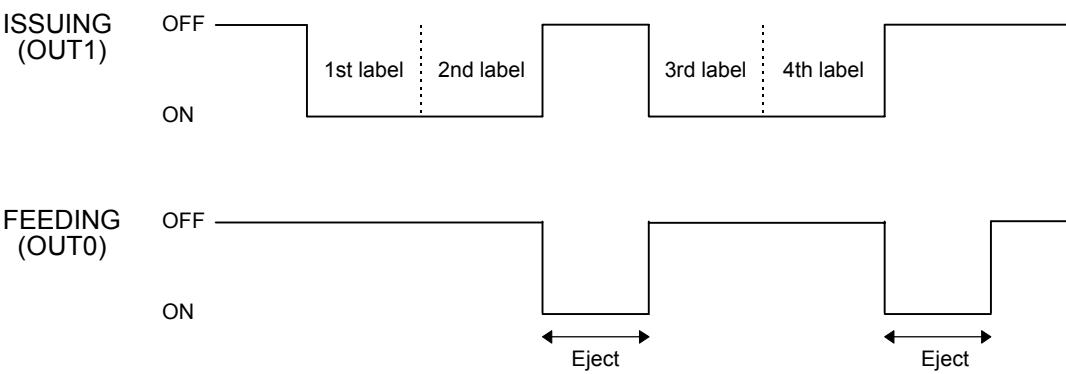 ISSUING
(OUT1)
OFF
1st label
2nd label
3rd label
4th label
ON
FEEDING
(OUT0)
OFF
ON
Eject
Eject